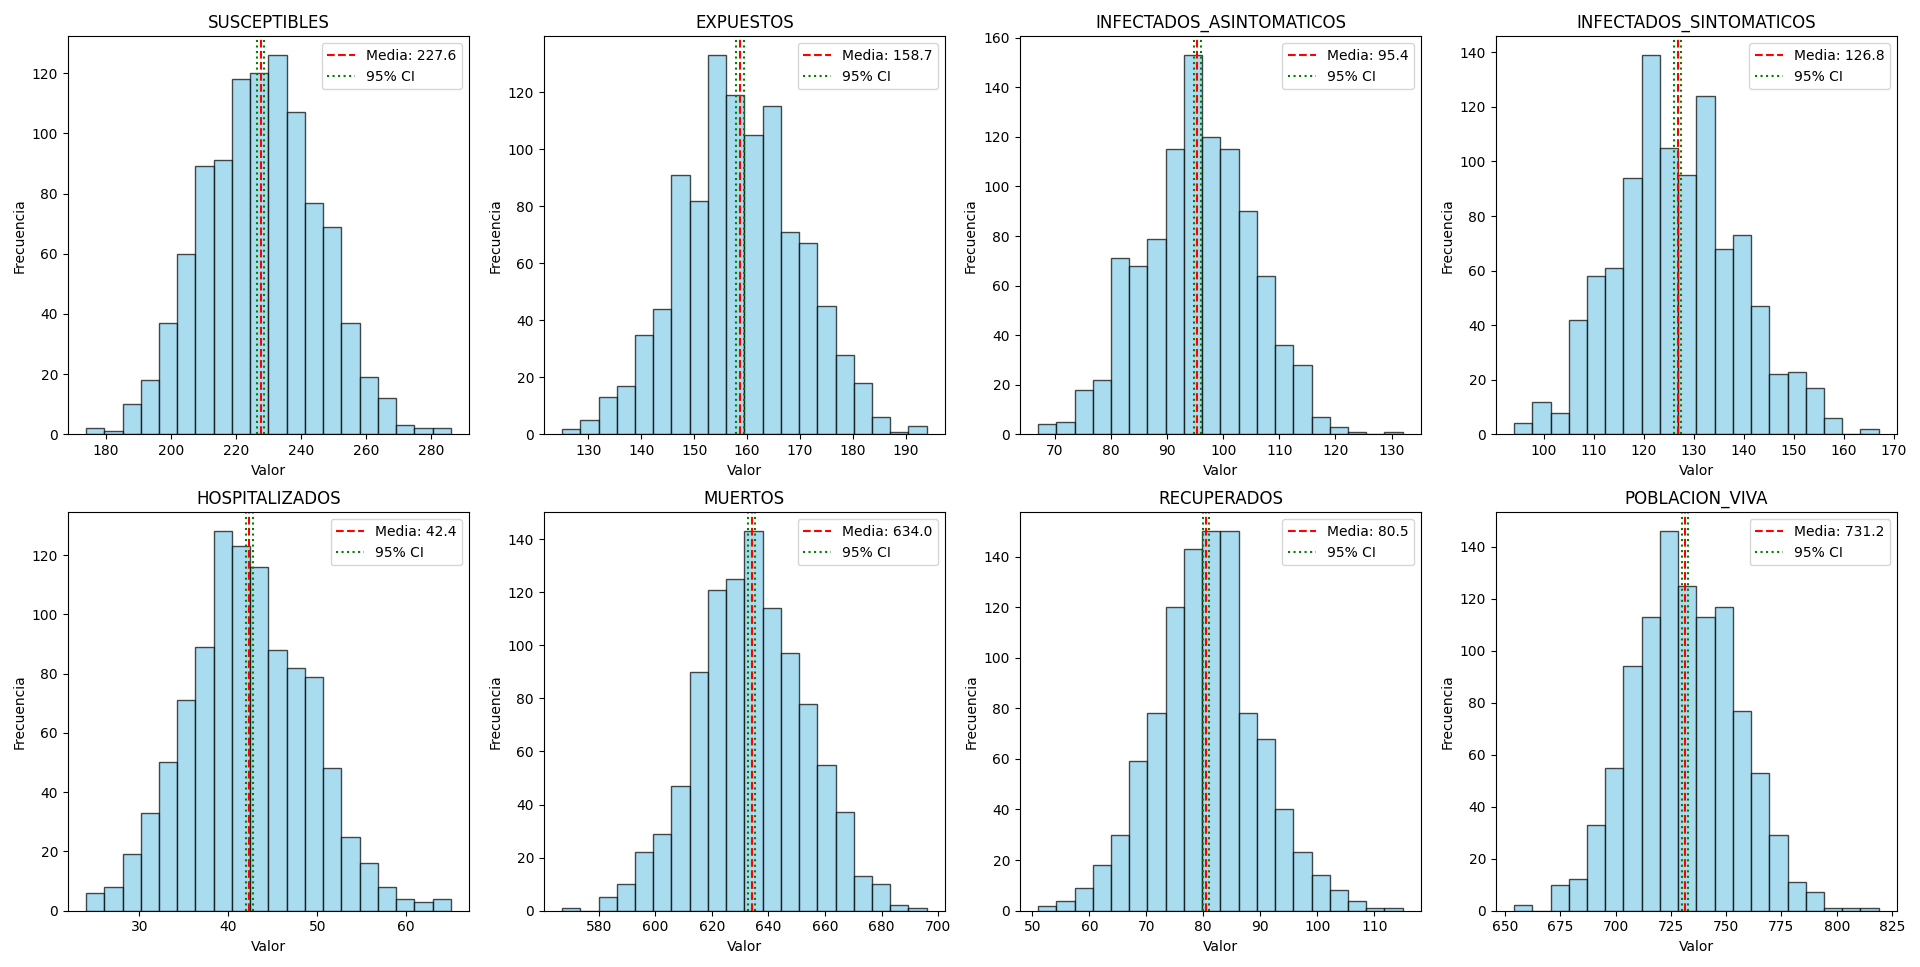 SUSCEPTIBLES
Media: 227.6
95% CI
Frecuencia
0 20 40 60 80 100 120
180 200 220 240 260 280
Valor
EXPUESTOS
Media: 158.7
95% CI
Frecuencia
0 20 40 60 80 100 120
130 140 150 160 170 180 190
Valor
INFECTADOS_ASINTOMATICOS
Media: 95.4
95% CI
Frecuencia
0 20 40 60 80 100 120 140 160
70 80 90 100 110 120 130
Valor
INFECTADOS_SINTOMATICOS
Media: 126.8
95% CI
Frecuencia
0 20 40 60 80 100 120 140
100 110 120 130 140 150 160 170
Valor
HOSPITALIZADOS
Media: 42.4
95% CI
Frecuencia
0 20 40 60 80 100 120
30 40 50 60
Valor
MUERTOS
Media: 634.0
95% CI
Frecuencia
0 20 40 60 80 100 120 140
580 600 620 640 660 680 700
Valor
RECUPERADOS
Media: 80.5
95% CI
Frecuencia
0 20 40 60 80 100 120 140
50 60 70 80 90 100 110
Valor
POBLACION_VIVA
Media: 731.2
95% CI
Frecuencia
0 20 40 60 80 100 120 140
650 675 700 725 750 775 800 825
Valor